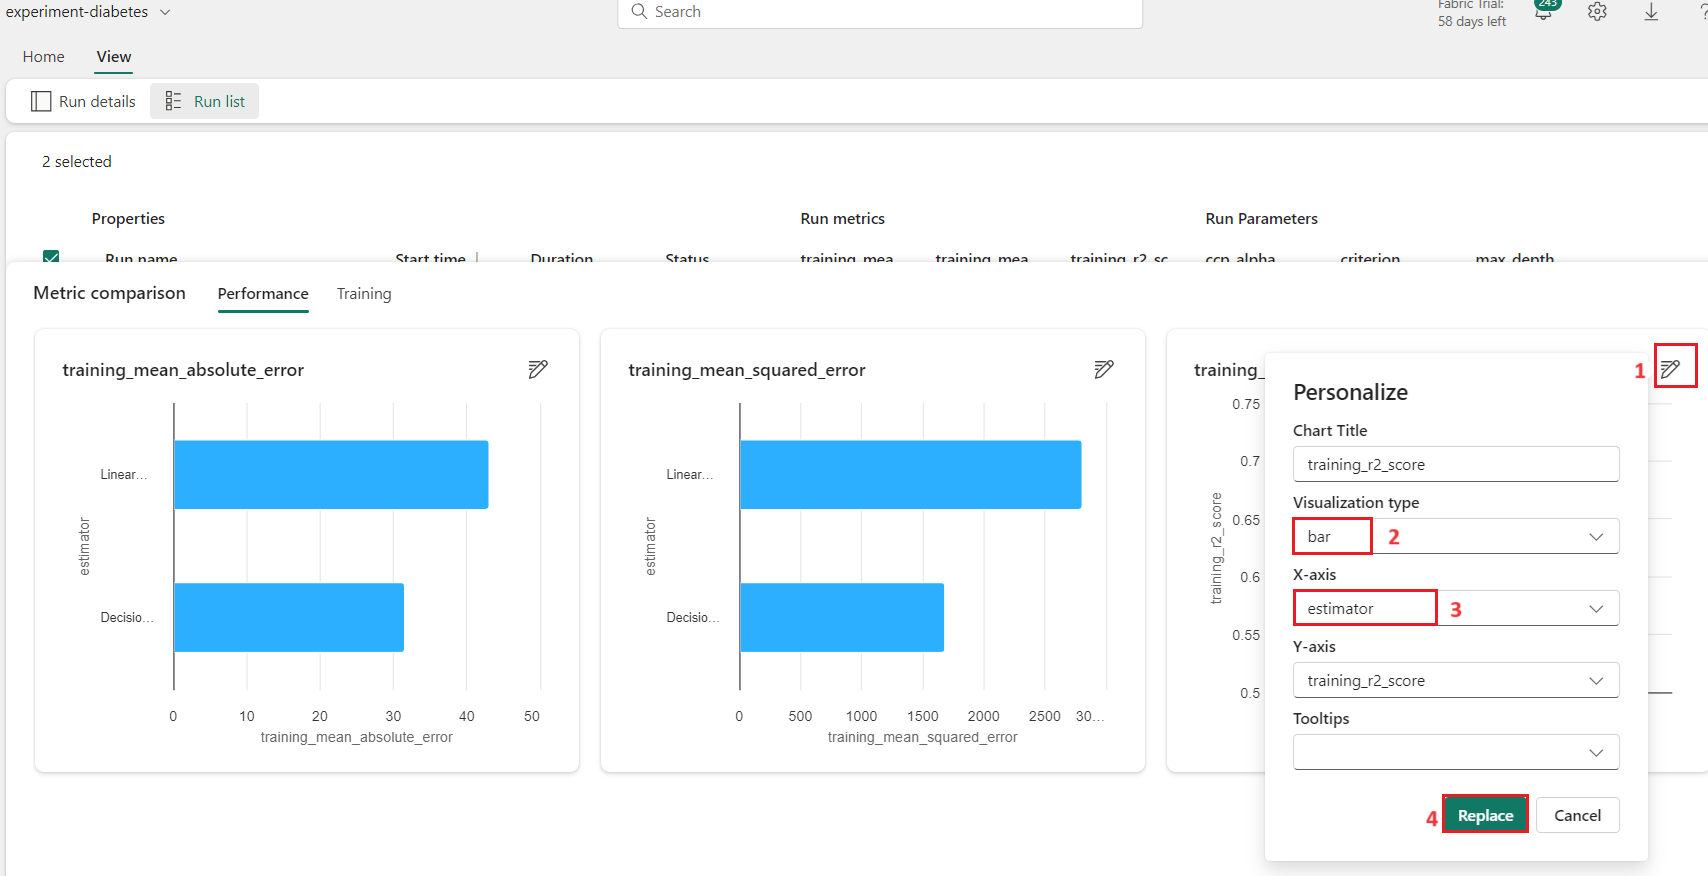 experiment-diabetes
Search
Fabric Trial:
58 days left
243
Home
View
Run details
Run list
2 selected
Properties
Run metrics
Run Parameters
Run name
Start time
Duration
Status
training_mea
training_mea
training_r2_sc
ccp_alpha
criterion
max_depth
Metric comparison
Performance
Training
training_mean_absolute_error
estimator
Linear...
Decisio...
0 10 20 30 40 50
training_mean_absolute_error
training_mean_squared_error
estimator
Linear...
Decisio...
0 500 1000 1500 2000 2500 30...
training_mean_squared_error
training_
1
0.75
0.7
0.65
0.6
0.55
0.5
training_r2_score
Personalize
Chart Title
training_r2_score
Visualization type
bar
2
X-axis
estimator
3
Y-axis
training_r2_score
Tooltips
4
Replace
Cancel